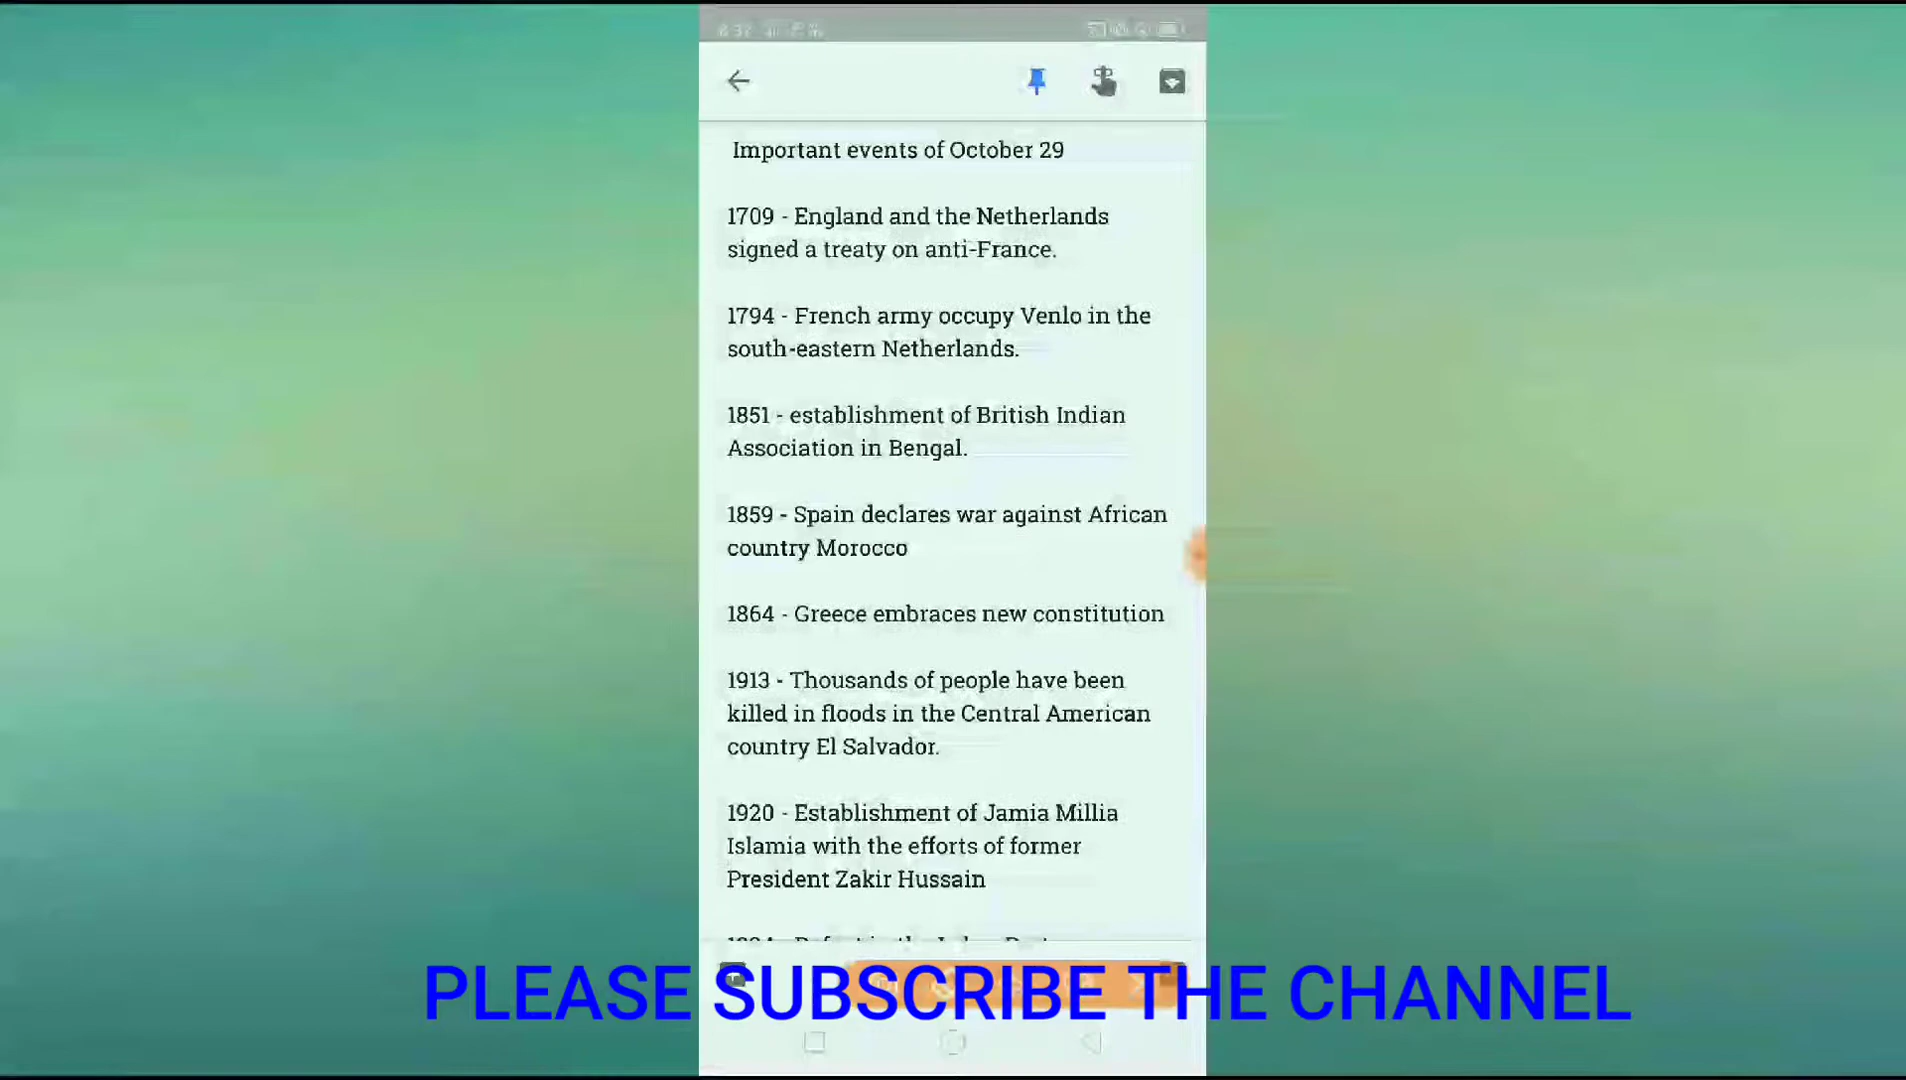 Important events of October 29
1709 - England and the Netherlands
signed a treaty on anti-France.
1794 - French army occupy Venlo in the
south-eastern Netherlands.
1851 - establishment of British Indian
Association in Bengal.
1859 - Spain declares war against African
country Morocco
1864 - Greece embraces new constitution
1913 - Thousands of people have been
killed in floods in the Central American
country El Salvador.
1920 - Establishment of Jamia Millia
Islamia with the efforts of former
President Zakir Hussain
PLEASE SUBSCRIBE THE CHANNEL